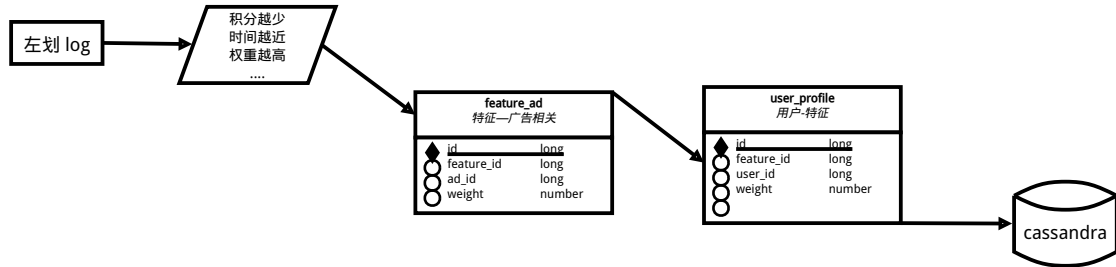 左划 log
积分越少
时间越近
权重越高
....
feature_ad
特征—广告相关
id long
feature_id long
ad_id long
weight number
user_profile
用户-特征
id long
feature_id long
user_id long
weight number
cassandra